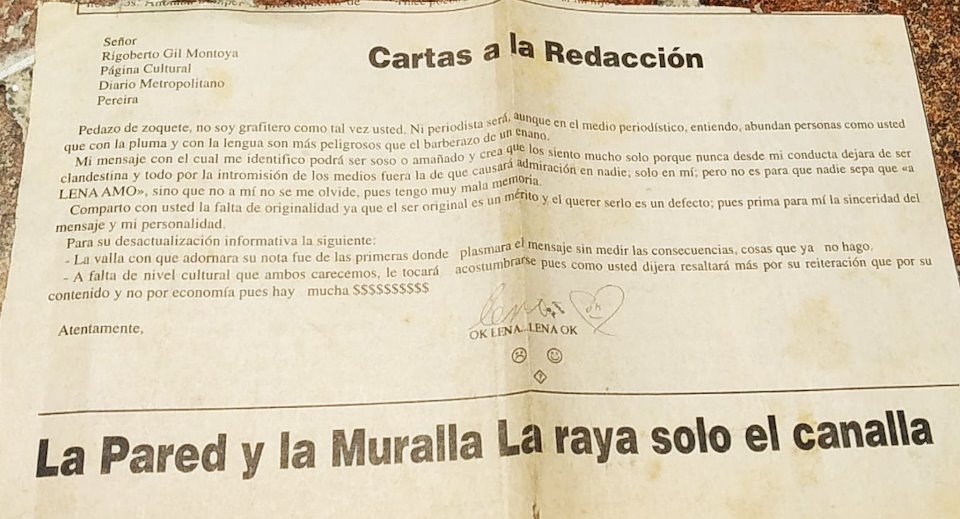 Cartas a la Redacción
Señor
Rigoberto Gil Montoya
Página Cultural
Diario Metropolitano
Pereira
Pedazo de zoquete, no soy grafitero como tal vez usted. Ni periodista será, aunque en el medio periodístico, entiendo, abundan personas como usted
que con la pluma y con la lengua son más peligrosos que el barberazo de un enano.
Mi mensaje con el cual me identifico podrá ser soso o amañado y crea que los siento mucho solo porque nunca desde mi conducta dejara de ser
clandestina y todo por la intromisión de los medios fuera la de que causará admiración en nadie; solo en mí; pero no es para que nadie sepa que «a
LENA AMO», sino que no a mí no se me olvide, pues tengo muy mala memoria.
Comparto con usted la falta de originalidad ya que el ser original es un mérito y el querer serlo es un defecto; pues prima para mí la sinceridad del
mensaje y mi personalidad.
Para su desactualización informativa la siguiente:
- La valla con que adornara su nota fue de las primeras donde plasmara el mensaje sin medir las consecuencias, cosas que ya no hago.
- A falta de nivel cultural que ambos carecemos, le tocará acostumbrarse pues como usted dijera resaltará más por su reiteración que por su
contenido y no por economía pues hay mucha $$$$$$$$$$
Atentamente,
OK LENA...LENA OK
La Pared y la Muralla La raya solo el canalla